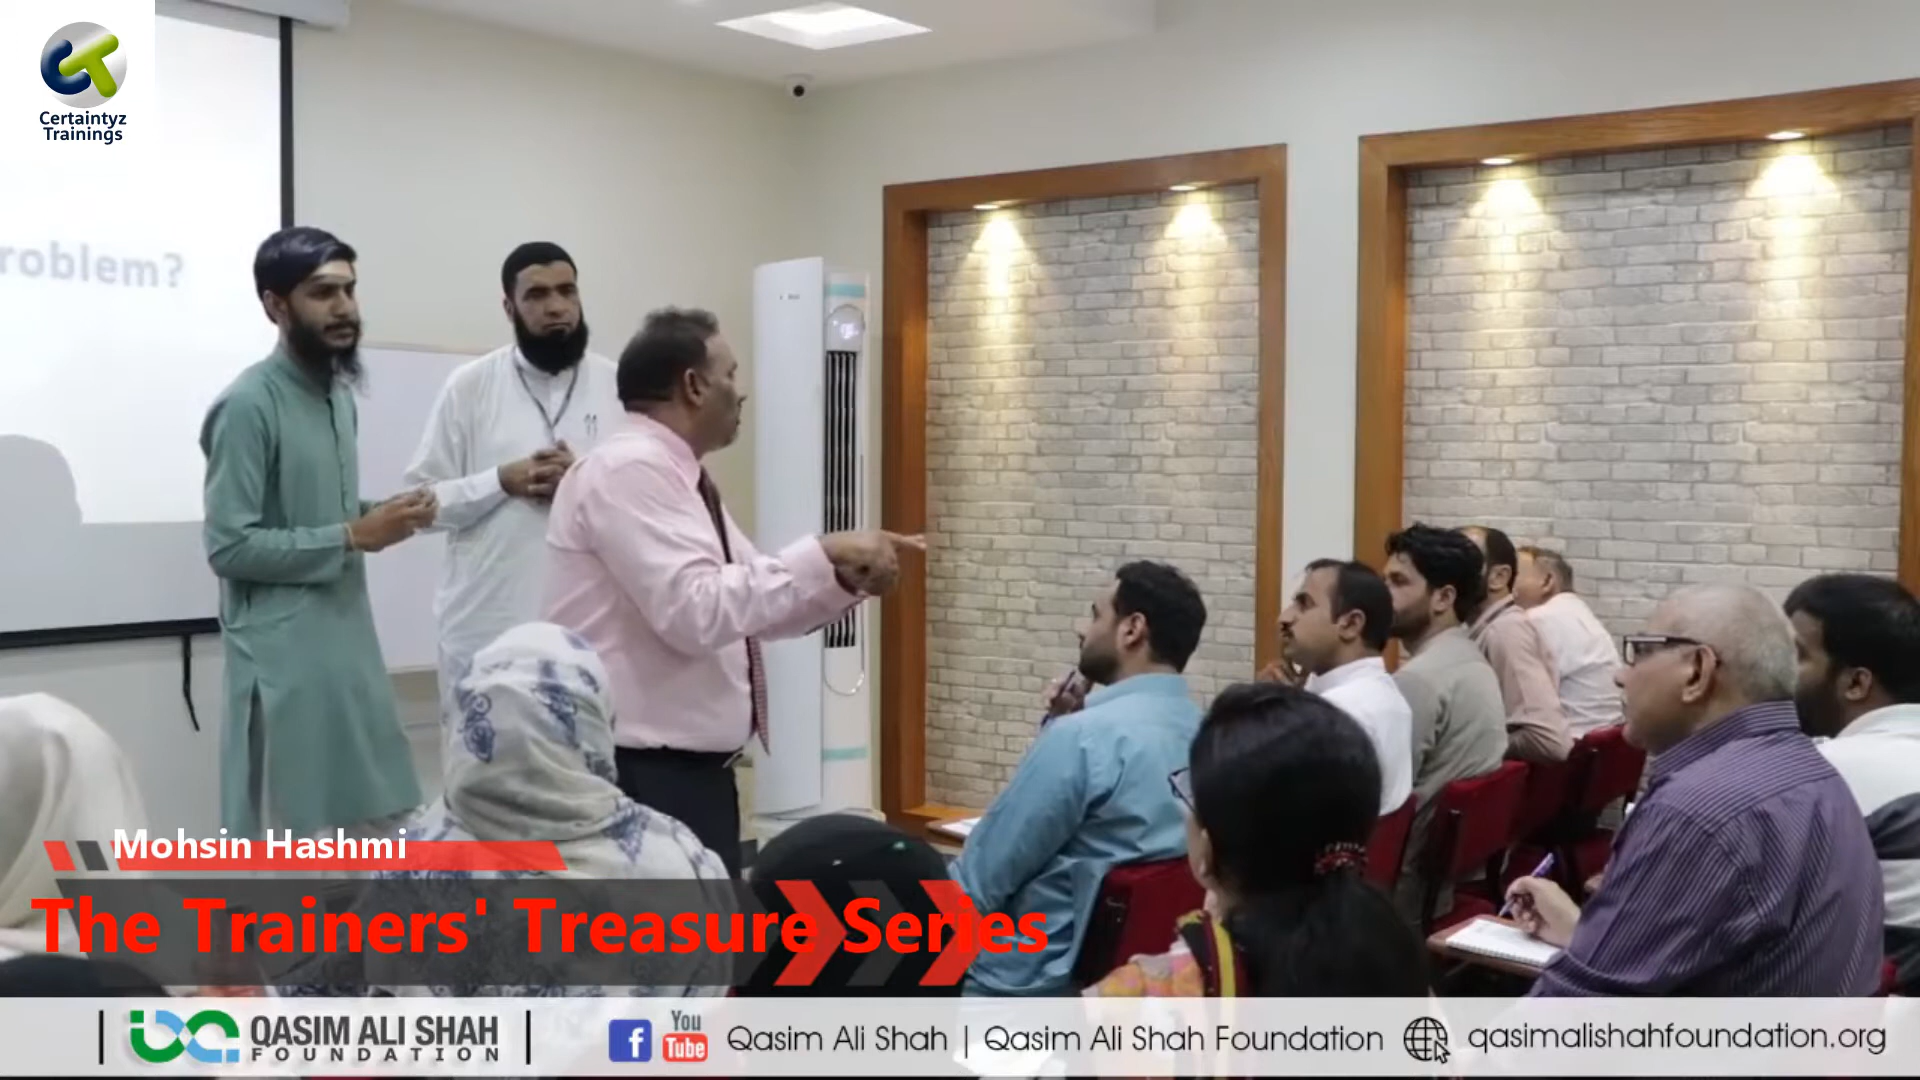 Certaintyz
Trainings
roblem?
Mohsin Hashmi
The Trainers' Treasure Series
QASIM ALI SHAH
FOUNDATION
f
You
Tube
Qasim Ali Shah | Qasim Ali Shah Foundation
qasimalishahfoundation.org